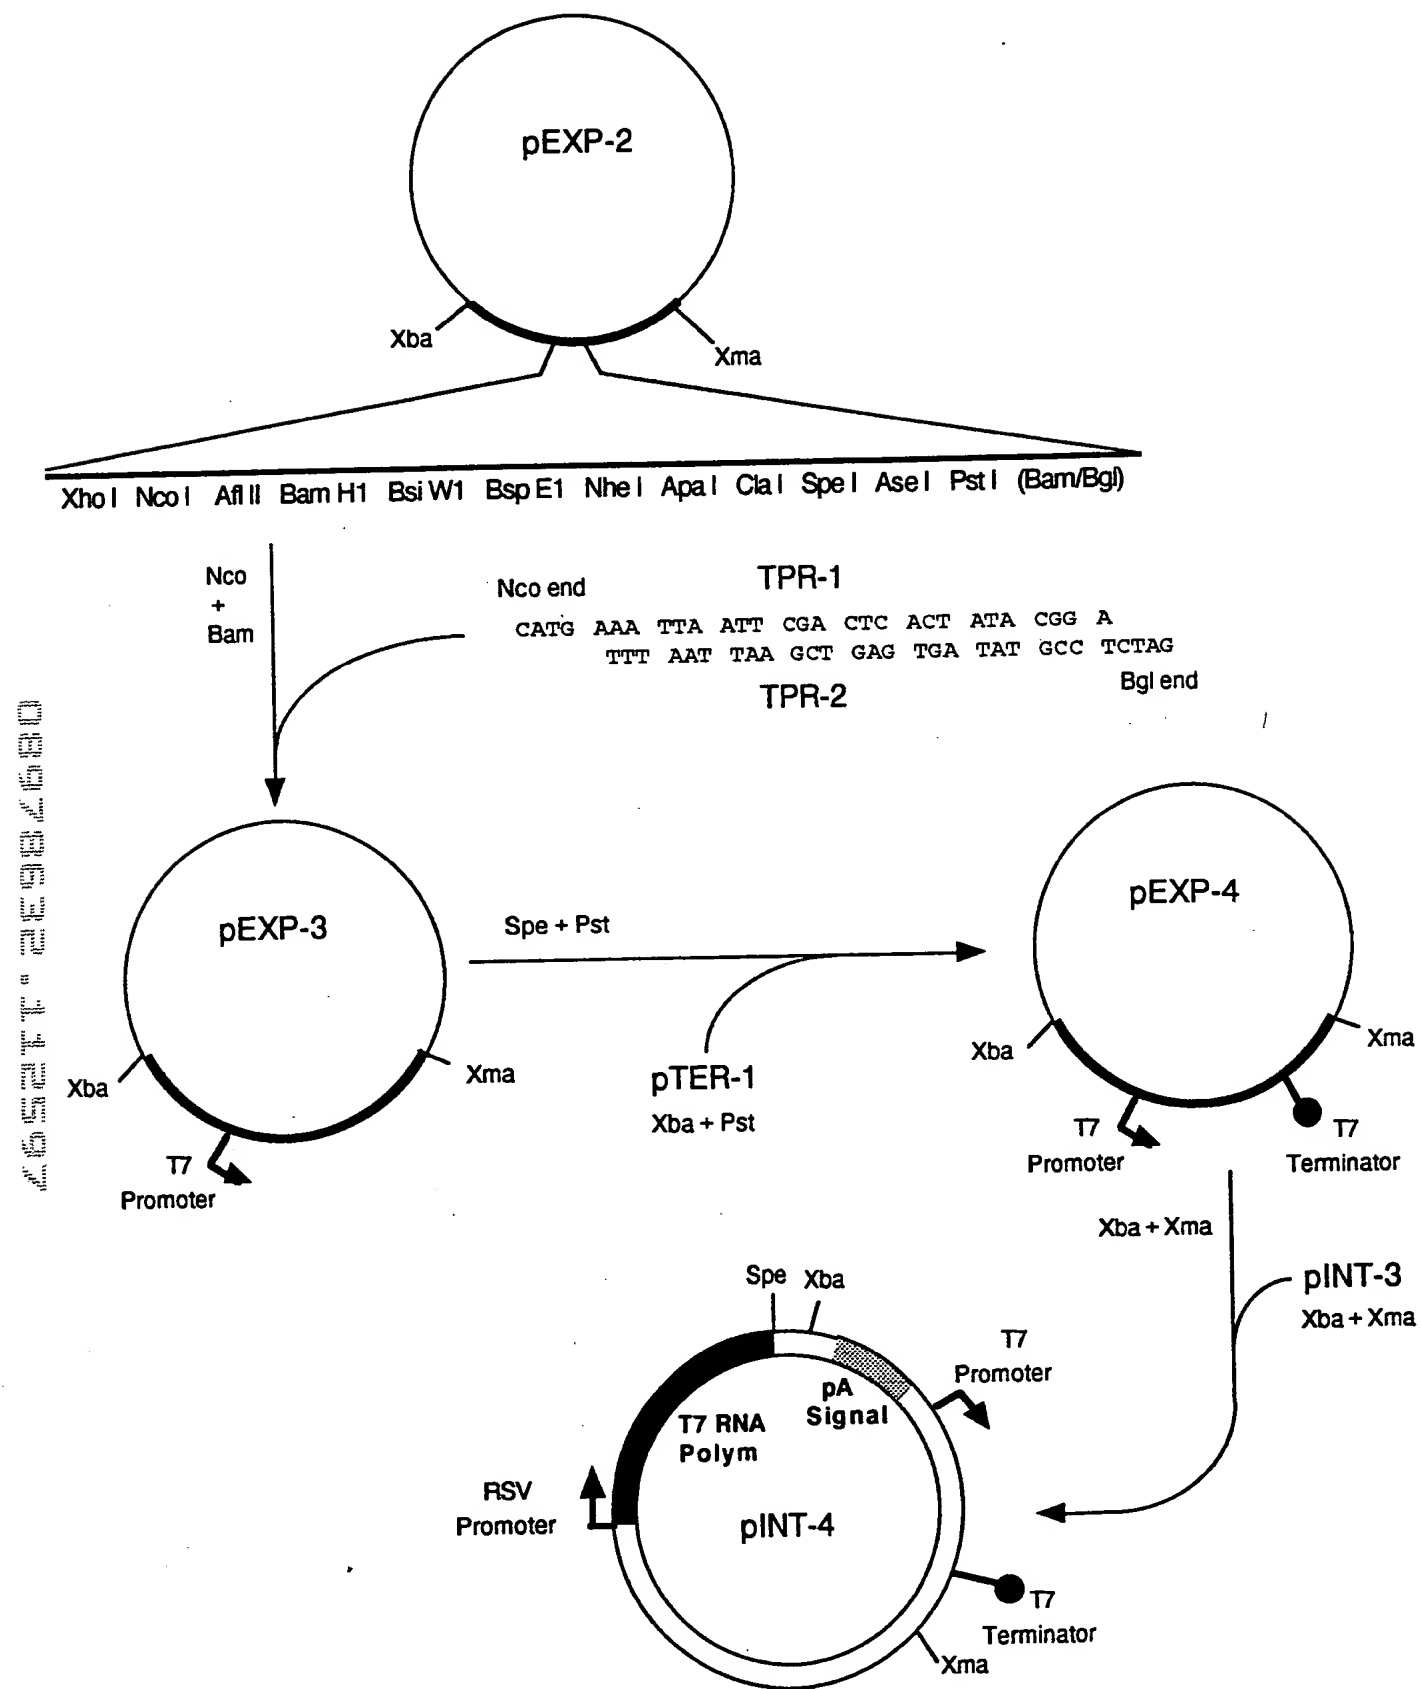 pEXP-2
Xba
Xma
Xho I Nco I Afl II Bam H1 Bsi W1 Bsp E1 Nhe I Apa I Cla I Spe I Ase I Pst I (Bam/Bgl)
Nco
+
Bam
Nco end
TPR-1
CATG AAA TTA ATT CGA CTC ACT ATA CGG A
TTT AAT TAA GCT GAG TGA TAT GCC TCTAG
TPR-2
Bgl end
08978632.112597
pEXP-3
Xba
Xma
T7
Promoter
Spe + Pst
pTER-1
Xba + Pst
pEXP-4
Xba
Xma
T7
Promoter
T7
Terminator
Xba + Xma
pINT-3
Xba + Xma
Spe Xba
T7
Promoter
pA
Signal
T7 RNA
Polym
RSV
Promoter
pINT-4
T7
Terminator
Xma